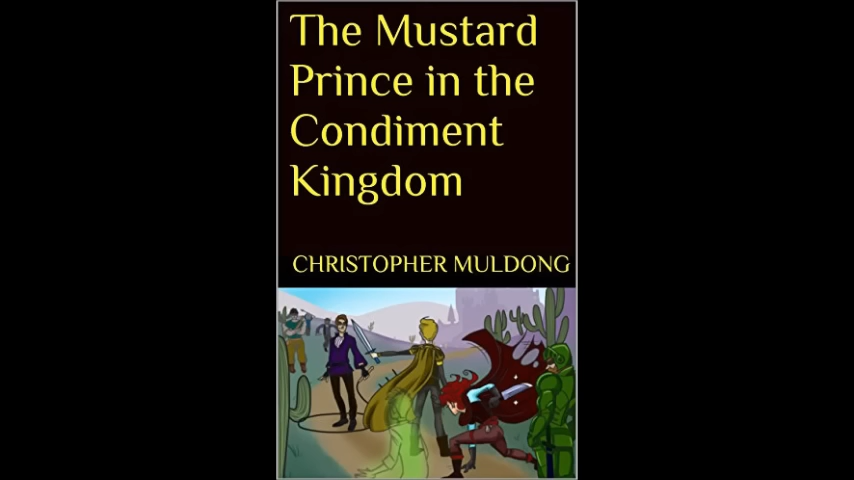 The Mustard
Prince in the
Condiment
Kingdom
CHRISTOPHER MULDONG